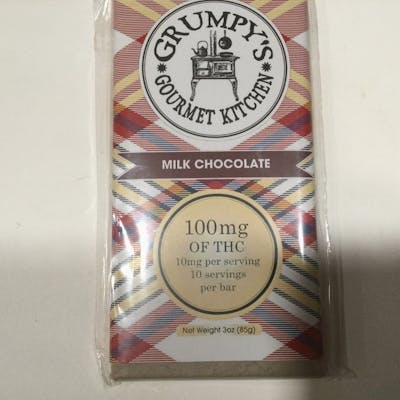 GRUMPY'S
GOURMET KITCHEN
MILK CHOCOLATE
100mg
OF THC
10mg per serving
10 servings
per bar
Net Weight 3oz (85g)